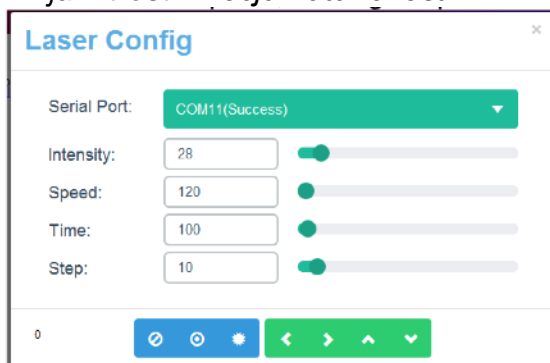 Laser Config
×
Serial Port: COM11(Success)
Intensity: 28
Speed: 120
Time: 100
Step: 10
0